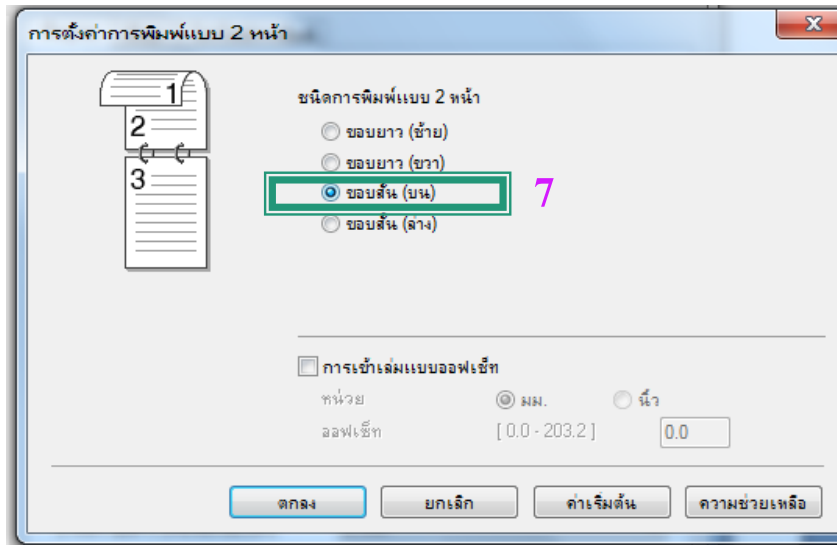 การตั้งค่าการพิมพ์แบบ 2 หน้า
x
1
2
3
ชนิดการพิมพ์แบบ 2 หน้า
ขอบยาว (ซ้าย)
ขอบยาว (ขวา)
ขอบสั้น (บน)
7
ขอบสั้น (ล่าง)
การเข้าเล่มแบบออฟเซ็ท
หน่วย มม. นิ้ว
ออฟเซ็ท [ 0.0 - 203.2 ] 0.0
ตกลง ยกเลิก ค่าเริ่มต้น ความช่วยเหลือ